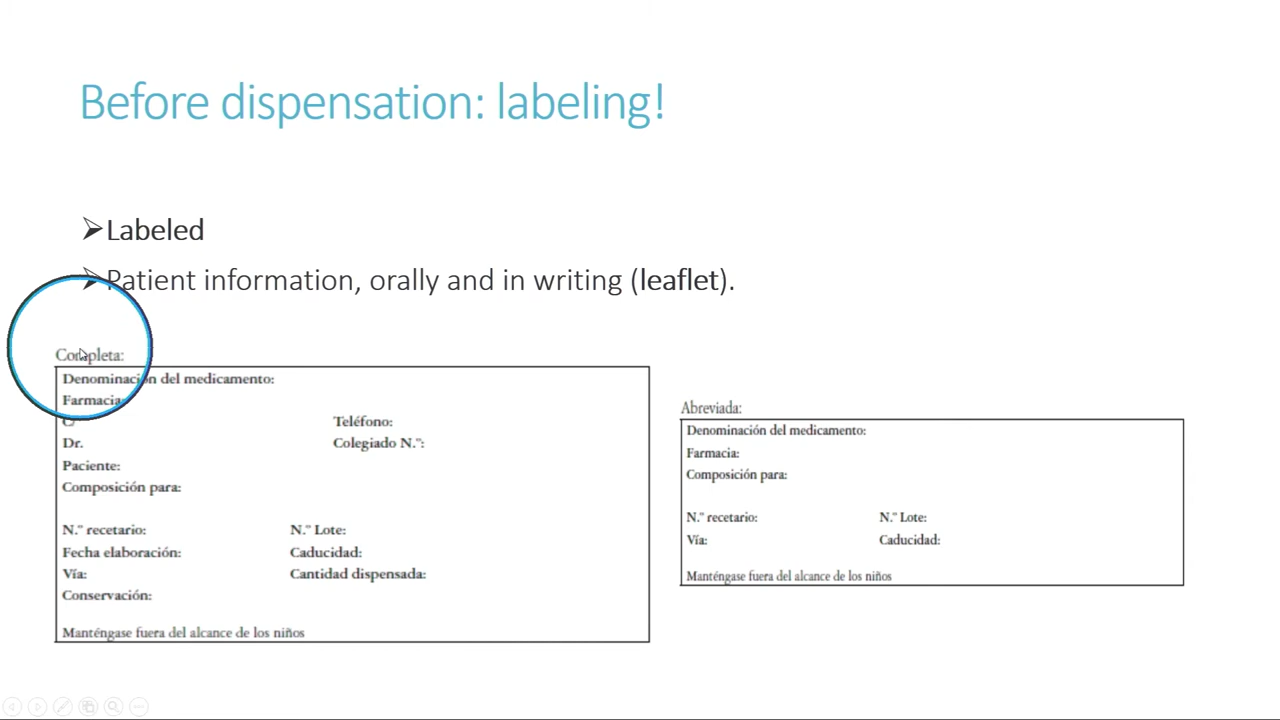 Before dispensation: labeling!
➢Labeled
➢Patient information, orally and in writing (leaflet).
Completa:
Denominación del medicamento:
Farmacia:
C/ Teléfono:
Dr. Colegiado N.º:
Paciente:
Composición para:
N.º recetario: N.º Lote:
Fecha elaboración: Caducidad:
Vía: Cantidad dispensada:
Conservación:
Manténgase fuera del alcance de los niños
Abreviada:
Denominación del medicamento:
Farmacia:
Composición para:
N.º recetario: N.º Lote:
Vía: Caducidad:
Manténgase fuera del alcance de los niños